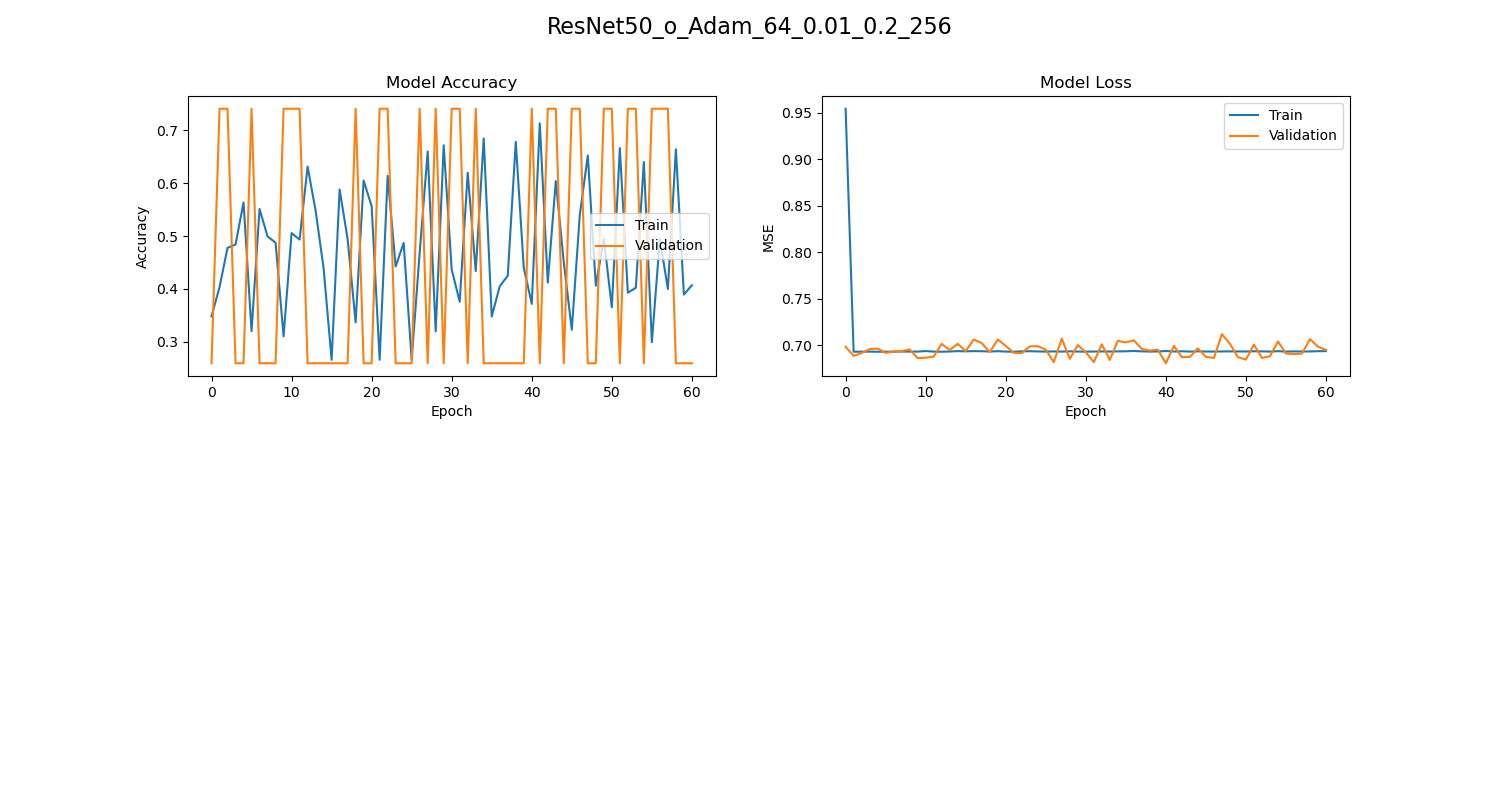 ResNet50_o_Adam_64_0.01_0.2_256
Model Accuracy
Accuracy
0.7
0.6
0.5
0.4
0.3
0 10 20 30 40 50 60
Epoch
Train
Validation
Model Loss
MSE
0.95
0.90
0.85
0.80
0.75
0.70
0 10 20 30 40 50 60
Epoch
Train
Validation